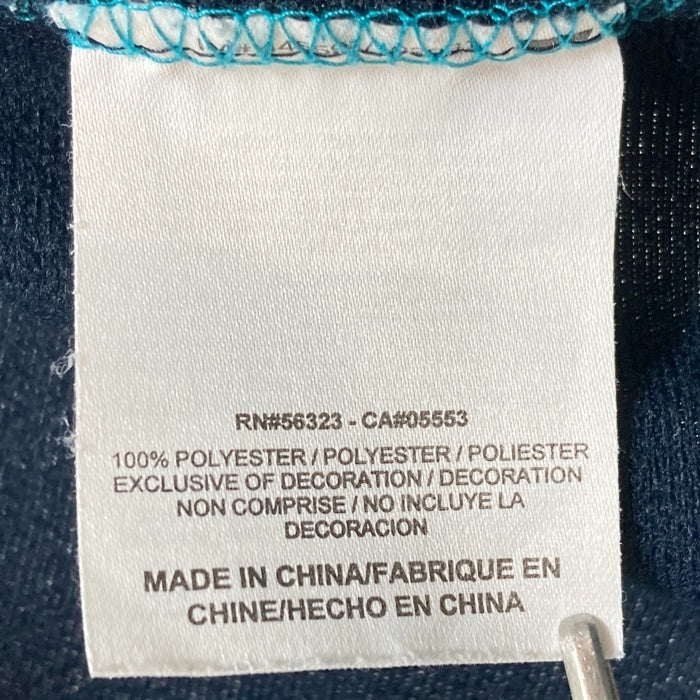 RN#56323 - CA#05553
100% POLYESTER / POLYESTER / POLIESTER
EXCLUSIVE OF DECORATION / DECORATION
NON COMPRISE / NO INCLUYE LA
DECORACION
MADE IN CHINA/FABRIQUE EN
CHINE/HECHO EN CHINA